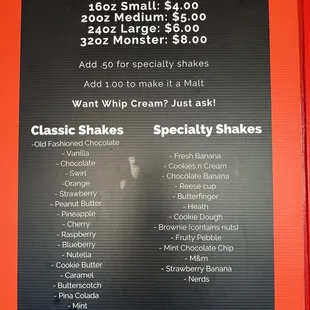 16oz Small: $4.00
20oz Medium: $5.00
24oz Large: $6.00
32oz Monster: $8.00
Add .50 for specialty shakes
Add 1.00 to make it a Malt
Want Whip Cream? Just ask!
Classic Shakes
-Old Fashioned Chocolate
- Vanilla
- Chocolate
- Swirl
-Orange
- Strawberry
- Peanut Butter
- Pineapple
- Cherry
- Raspberry
- Blueberry
- Nutella
- Cookie Butter
- Caramel
- Butterscotch
- Pina Colada
- Mint
Specialty Shakes
- Fresh Banana
- Cookies n Cream
- Chocolate Banana
- Reese cup
- Butterfinger
- Heath
- Cookie Dough
- Brownie (contains nuts)
- Fruity Pebble
- Mint Chocolate Chip
- M&m
- Strawberry Banana
- Nerds